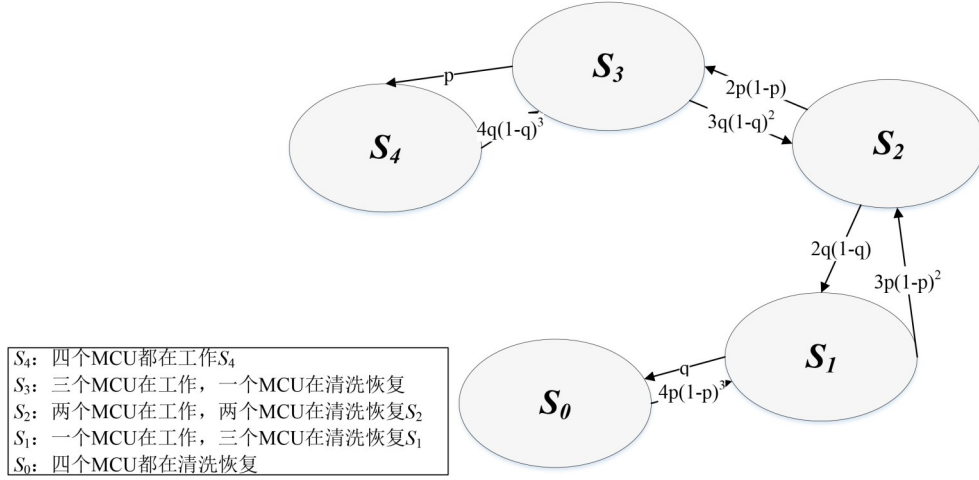 S₃
p
2p(1-p)
4q(1-q)³
3q(1-q)²
S₄
S₂
2q(1-q)
3p(1-p)²
S₁
q
4p(1-p)³
S₀
S₄：四个MCU都在工作S₄
S₃：三个MCU在工作，一个MCU在清洗恢复
S₂：两个MCU在工作，两个MCU在清洗恢复S₂
S₁：一个MCU在工作，三个MCU在清洗恢复S₁
S₀：四个MCU都在清洗恢复